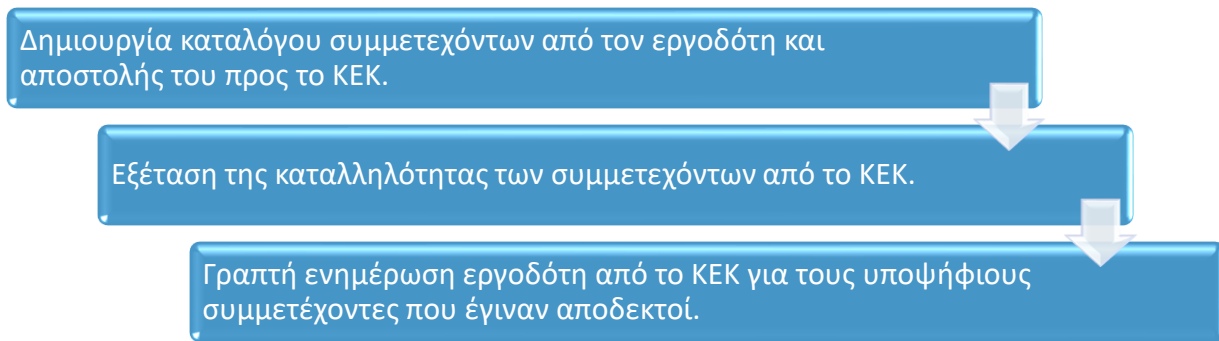 Δημιουργία καταλόγου συμμετεχόντων από τον εργοδότη και
αποστολής του προς το ΚΕΚ.
Εξέταση της καταλληλότητας των συμμετεχόντων από το ΚΕΚ.
Γραπτή ενημέρωση εργοδότη από το ΚΕΚ για τους υποψήφιους
συμμετέχοντες που έγιναν αποδεκτοί.